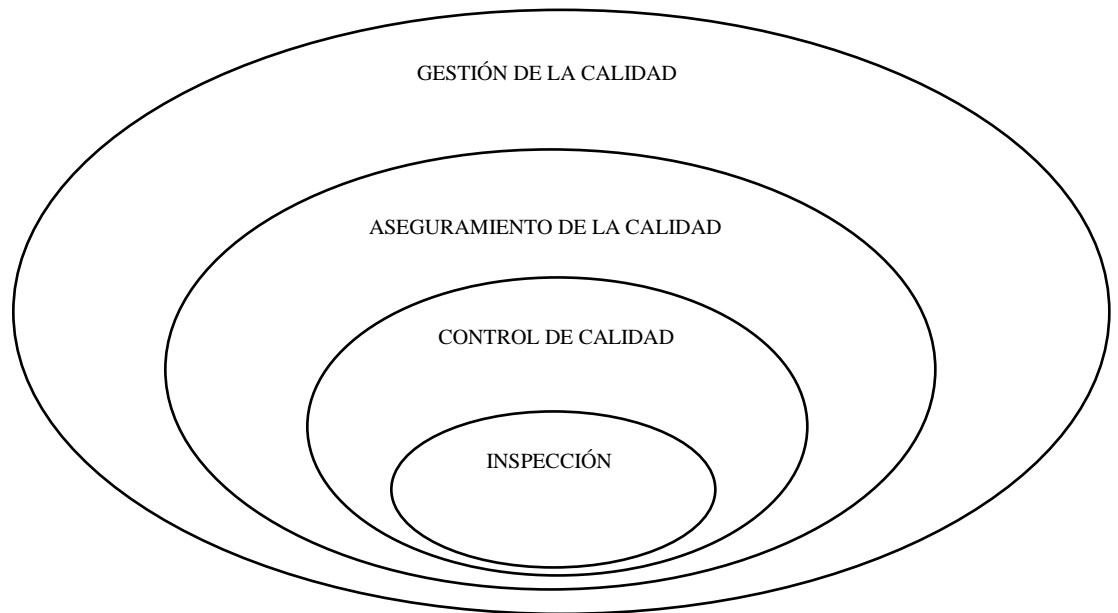 GESTIÓN DE LA CALIDAD
ASEGURAMIENTO DE LA CALIDAD
CONTROL DE CALIDAD
INSPECCIÓN